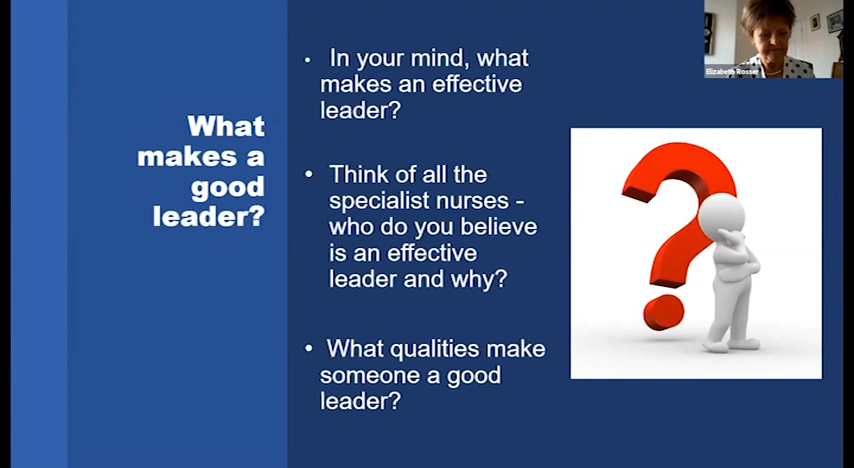 What
makes a
good
leader?
• In your mind, what
makes an effective
leader?
• Think of all the
specialist nurses -
who do you believe
is an effective
leader and why?
• What qualities make
someone a good
leader?
Elizabeth Rosser